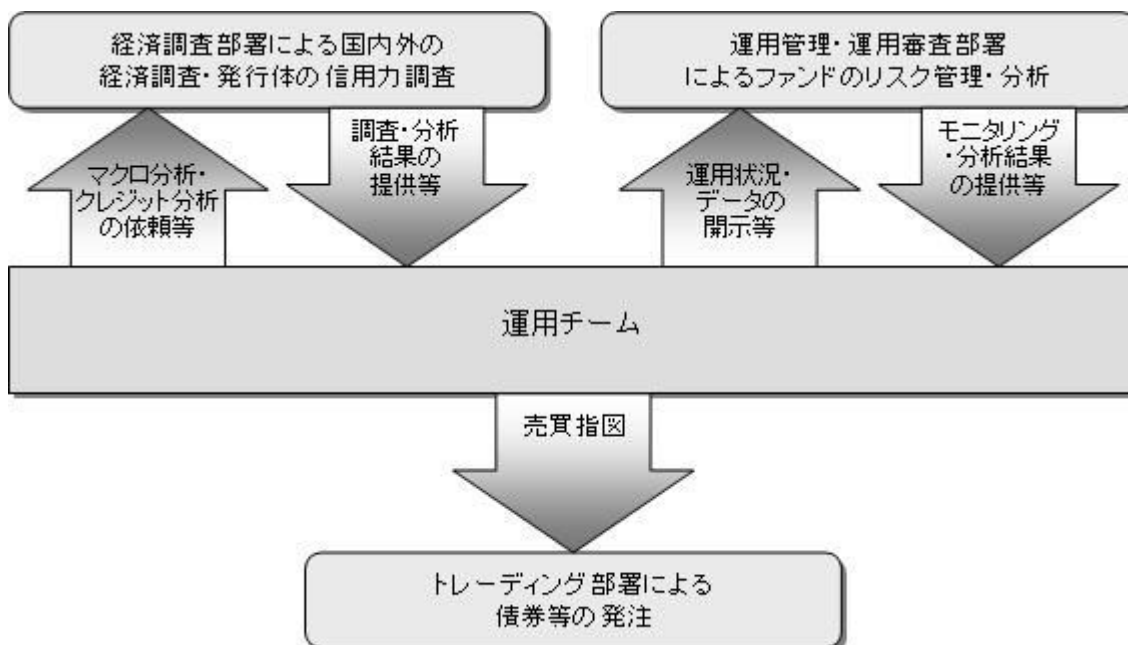 経済調査部署による国内外の
経済調査・発行体の信用力調査
運用管理・運用審査部署
によるファンドのリスク管理・分析
マクロ分析・
クレジット分析
の依頼等
調査・分析
結果の
提供等
運用状況・
データの
開示等
モニタリング
・分析結果
の提供等
運用チーム
売買指図
トレーディング部署による
債券等の発注